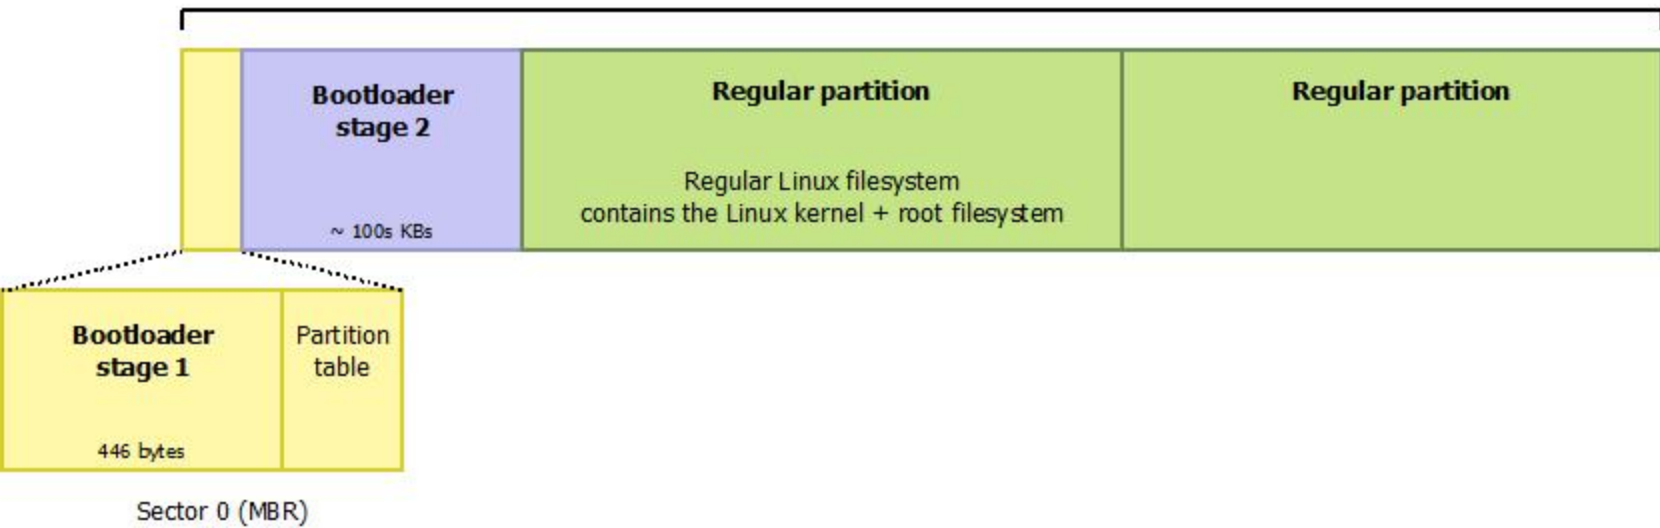 Bootloader
stage 2
~ 100s KBs
Regular partition
Regular Linux filesystem
contains the Linux kernel + root filesystem
Regular partition
Bootloader
stage 1
446 bytes
Partition
table
Sector 0 (MBR)